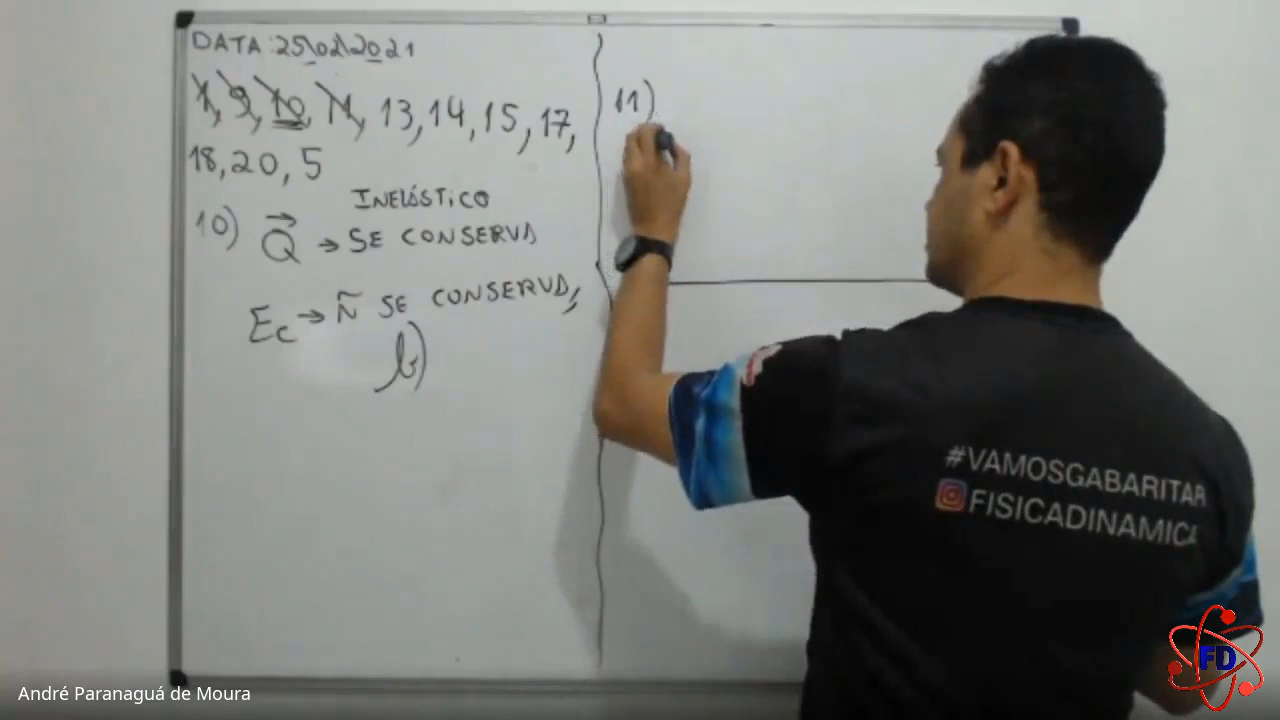 DATA: 25\02\2021
1, 9, 10, 11, 13, 14, 15, 17,
18, 20, 5
INELÁSTICO
10) Q → SE CONSERVA
Ec → Ñ SE CONSERVA,
b)
11)
#VAMOSGABARITAR
FISICADINAMICA
FD
André Paranaguá de Moura